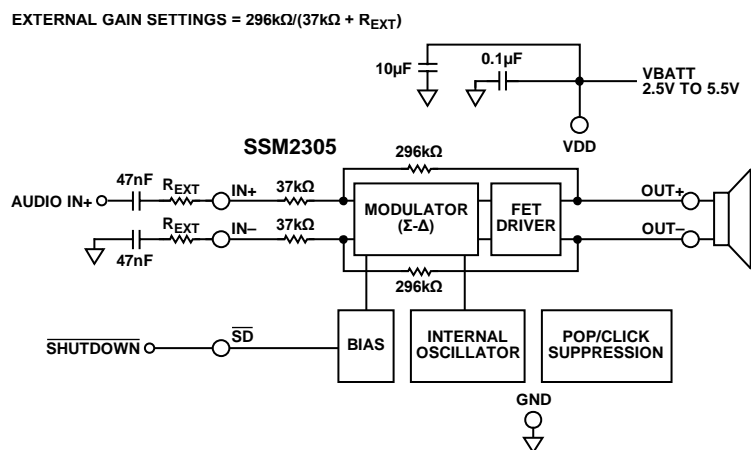 EXTERNAL GAIN SETTINGS = 296kΩ/(37kΩ + REXT)
10µF
0.1µF
VBATT
2.5V TO 5.5V
VDD
SSM2305
296kΩ
47nF
REXT
IN+
37kΩ
AUDIO IN+
MODULATOR
(Σ-Δ)
FET
DRIVER
OUT+
REXT
IN–
37kΩ
OUT–
47nF
296kΩ
SHUTDOWN
SD
BIAS
INTERNAL
OSCILLATOR
POP/CLICK
SUPPRESSION
GND